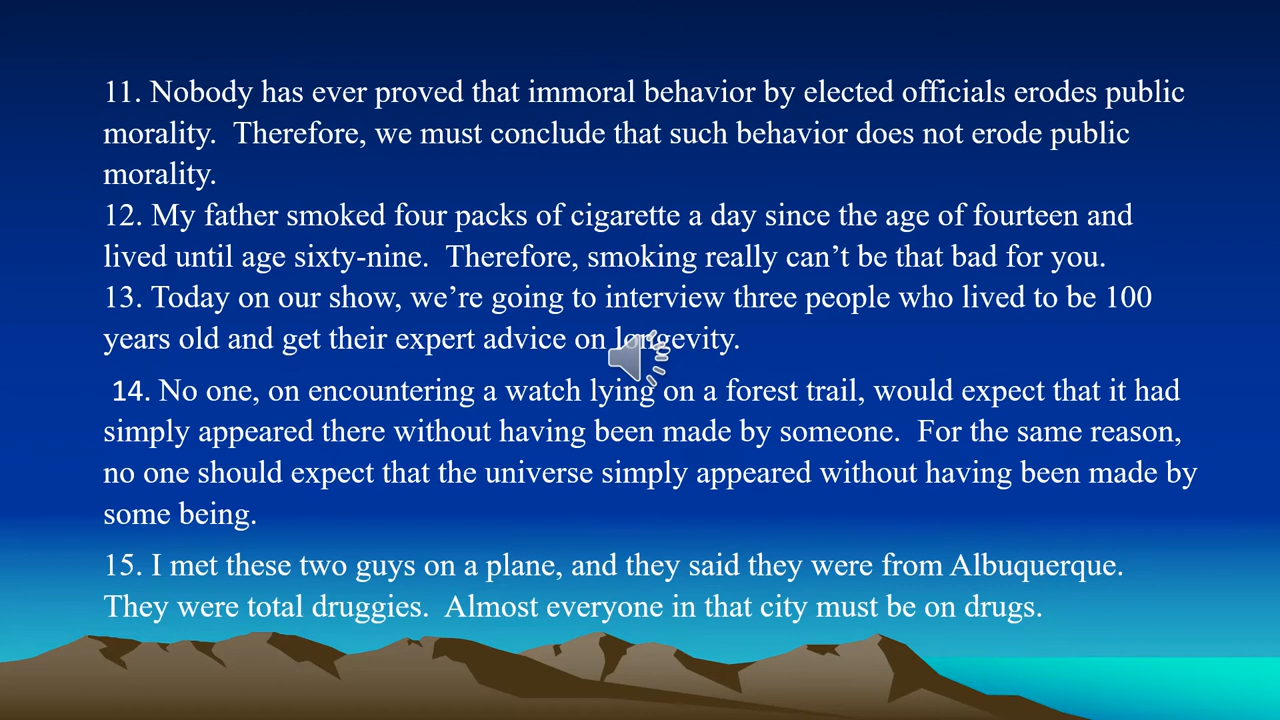 11. Nobody has ever proved that immoral behavior by elected officials erodes public
morality.  Therefore, we must conclude that such behavior does not erode public
morality.
12. My father smoked four packs of cigarette a day since the age of fourteen and
lived until age sixty-nine.  Therefore, smoking really can’t be that bad for you.
13. Today on our show, we’re going to interview three people who lived to be 100
years old and get their expert advice on longevity.
14. No one, on encountering a watch lying on a forest trail, would expect that it had
simply appeared there without having been made by someone.  For the same reason,
no one should expect that the universe simply appeared without having been made by
some being.
15. I met these two guys on a plane, and they said they were from Albuquerque.
They were total druggies.  Almost everyone in that city must be on drugs.